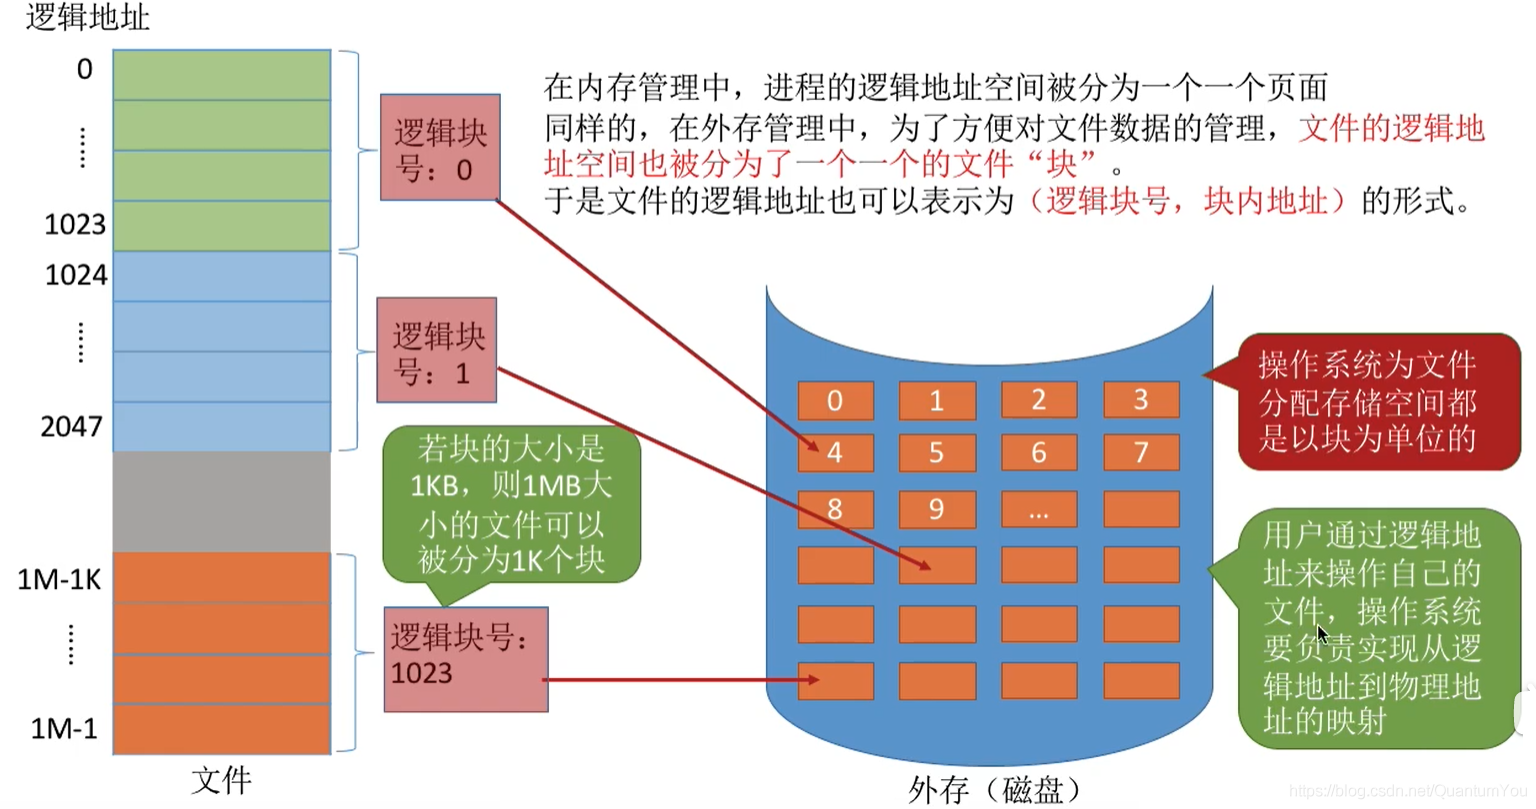 逻辑地址
0
……
1023
1024
……
2047
1M-1K
……
1M-1
文件
逻辑块
号：0
逻辑块
号：1
若块的大小是
1KB，则1MB大
小的文件可以
被分为1K个块
逻辑块号：
1023
在内存管理中，进程的逻辑地址空间被分为一个一个页面
同样的，在外存管理中，为了方便对文件数据的管理，文件的逻辑地
址空间也被分为了一个一个的文件“块”。
于是文件的逻辑地址也可以表示为（逻辑块号，块内地址）的形式。
0 1 2 3
4 5 6 7
8 9 ...
外存（磁盘）
操作系统为文件
分配存储空间都
是以块为单位的
用户通过逻辑地
址来操作自己的
文件，操作系统
要负责实现从逻
辑地址到物理地
址的映射
https://blog.csdn.net/QuantumYou